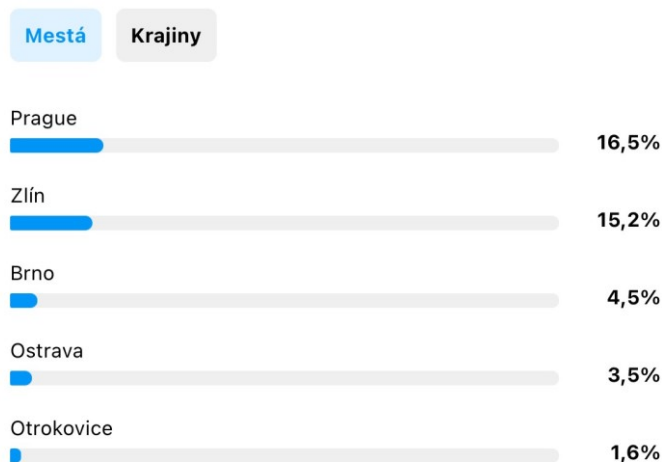 Mestá Krajiny
Prague
16,5%
Zlín
15,2%
Brno
4,5%
Ostrava
3,5%
Otrokovice
1,6%